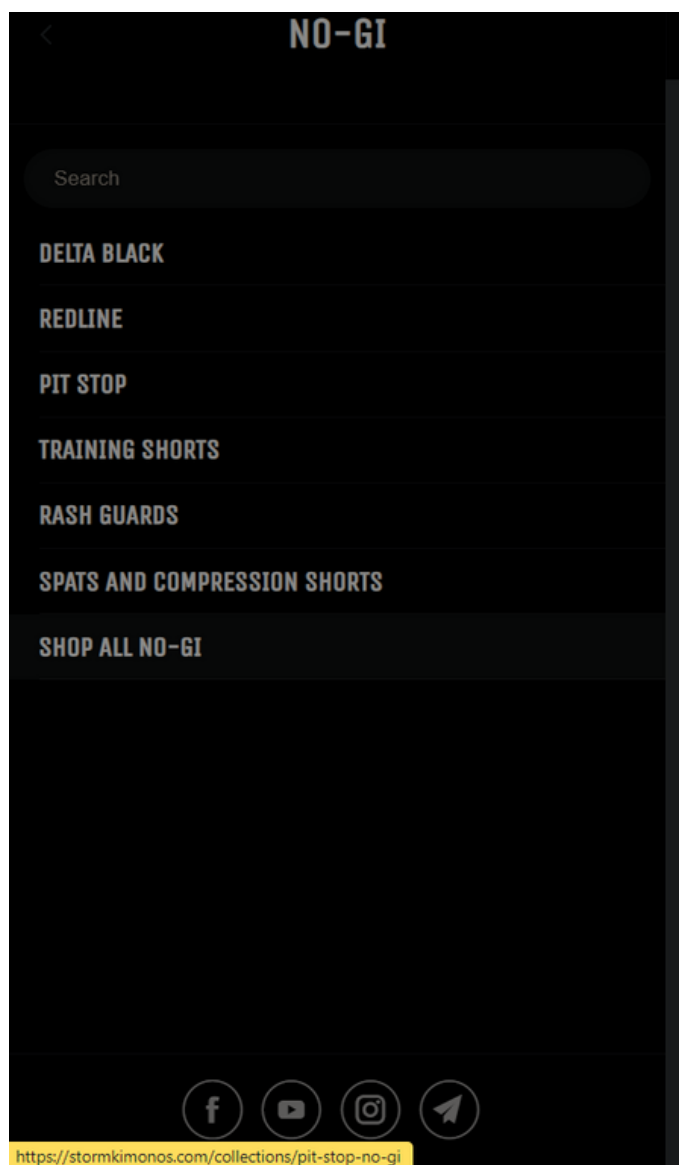 NO-GI
Search
DELTA BLACK
REDLINE
PIT STOP
TRAINING SHORTS
RASH GUARDS
SPATS AND COMPRESSION SHORTS
SHOP ALL NO-GI
https://stormkimonos.com/collections/pit-stop-no-gi